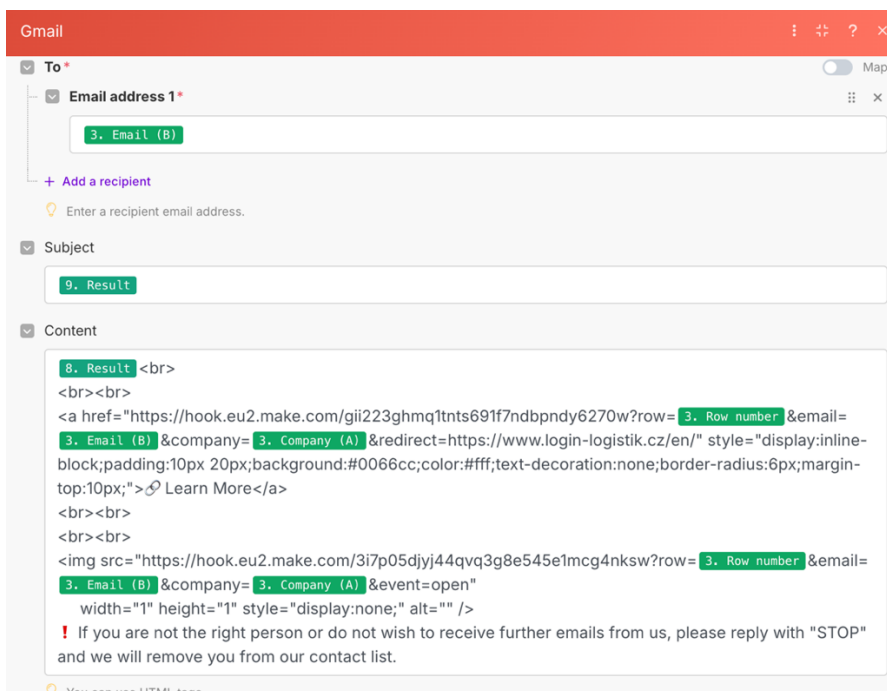 Gmail
To *
Map
Email address 1 *
3. Email (B)
+ Add a recipient
Enter a recipient email address.
Subject
9. Result
Content
8. Result <br>
<br><br>
<a href="https://hook.eu2.make.com/gii223ghmq1tnts691f7ndbpndy6270w?row= 3. Row number &email=
3. Email (B) &company= 3. Company (A) &redirect=https://www.login-logistik.cz/en/" style="display:inline-
block;padding:10px 20px;background:#0066cc;color:#fff;text-decoration:none;border-radius:6px;margin-
top:10px;">🔗 Learn More</a>
<br><br>
<br><br>
<img src="https://hook.eu2.make.com/3i7p05djyj44qvq3g8e545e1mcg4nksw?row= 3. Row number &email=
3. Email (B) &company= 3. Company (A) &event=open"
width="1" height="1" style="display:none;" alt="" />
❗ If you are not the right person or do not wish to receive further emails from us, please reply with "STOP"
and we will remove you from our contact list.
You can use HTML tags.